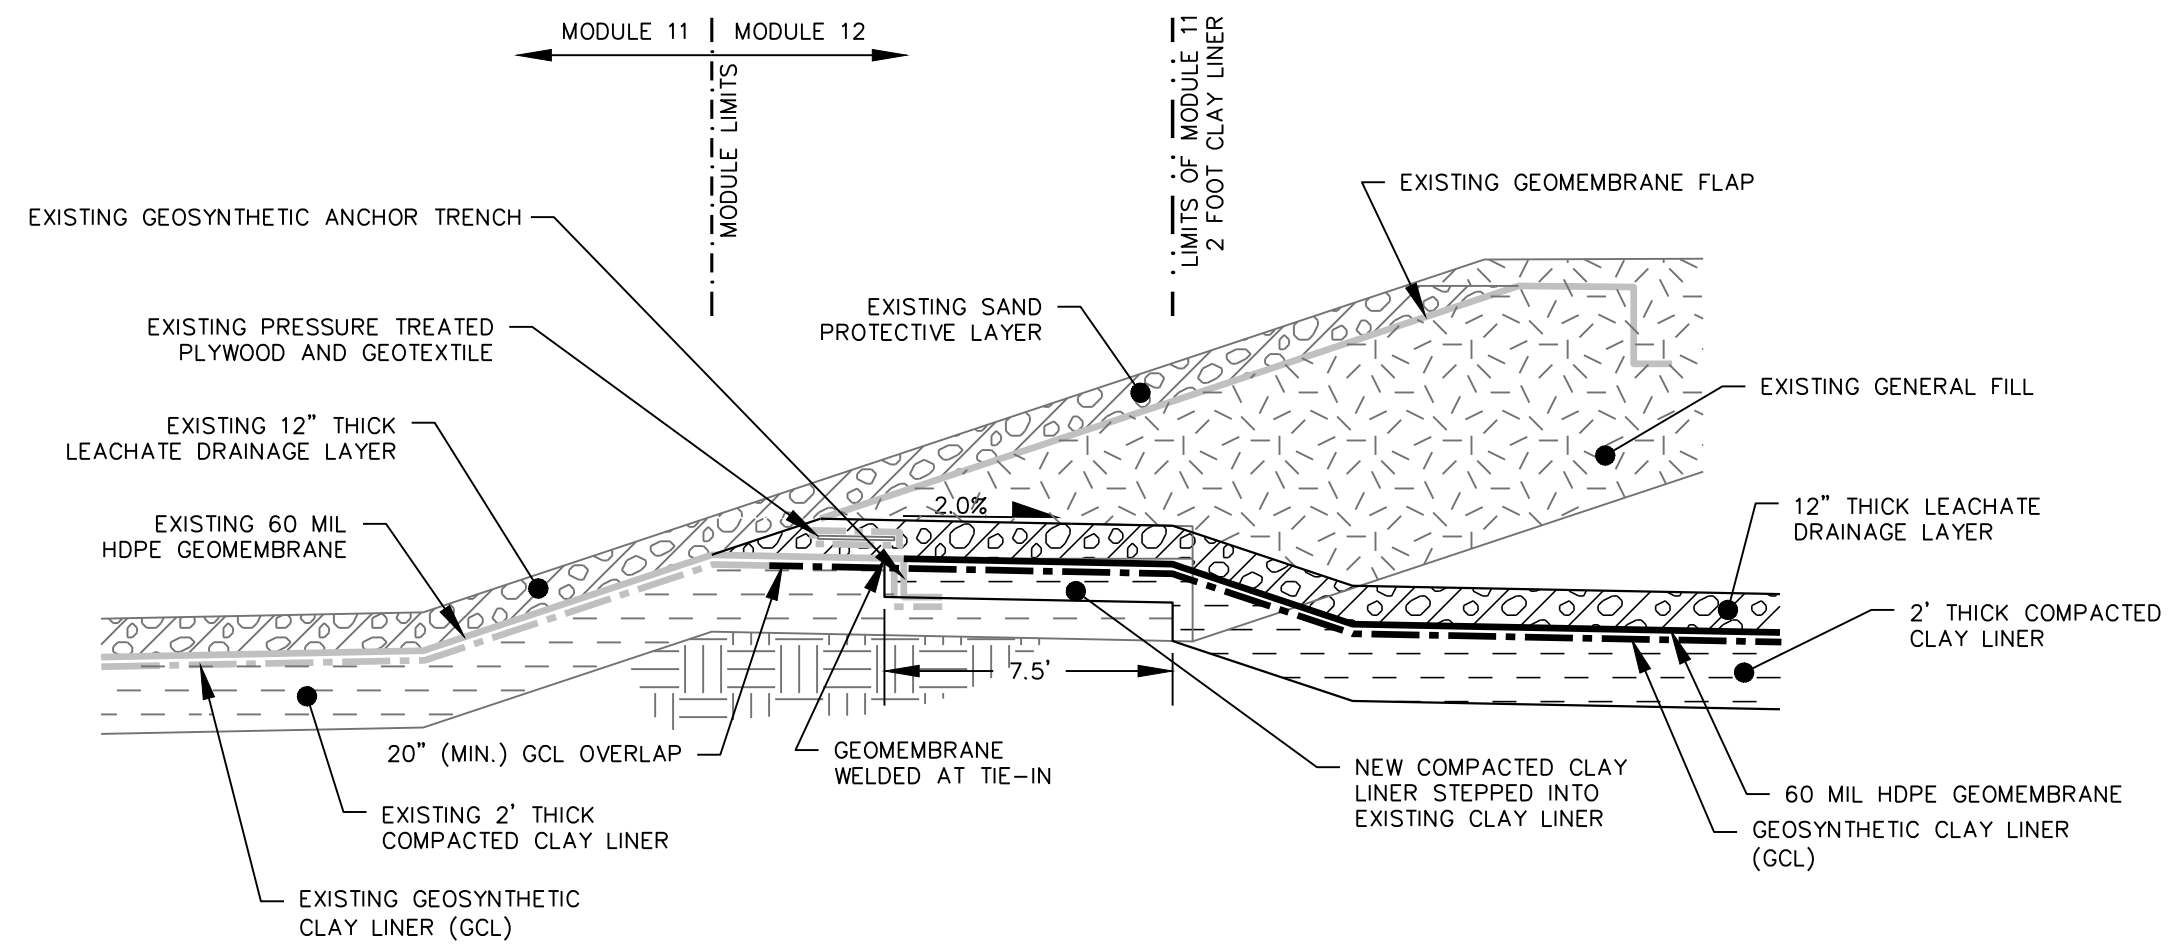 MODULE 11
MODULE 12
MODULE LIMITS
LIMITS OF MODULE 11
2 FOOT CLAY LINER
EXISTING GEOMEMBRANE FLAP
EXISTING GEOSYNTHETIC ANCHOR TRENCH
EXISTING SAND
PROTECTIVE LAYER
EXISTING PRESSURE TREATED
PLYWOOD AND GEOTEXTILE
EXISTING GENERAL FILL
EXISTING 12" THICK
LEACHATE DRAINAGE LAYER
2.0%
12" THICK LEACHATE
DRAINAGE LAYER
EXISTING 60 MIL
HDPE GEOMEMBRANE
2' THICK COMPACTED
CLAY LINER
7.5'
20" (MIN.) GCL OVERLAP
GEOMEMBRANE
WELDED AT TIE-IN
NEW COMPACTED CLAY
LINER STEPPED INTO
EXISTING CLAY LINER
60 MIL HDPE GEOMEMBRANE
GEOSYNTHETIC CLAY LINER
(GCL)
EXISTING 2' THICK
COMPACTED CLAY LINER
EXISTING GEOSYNTHETIC
CLAY LINER (GCL)